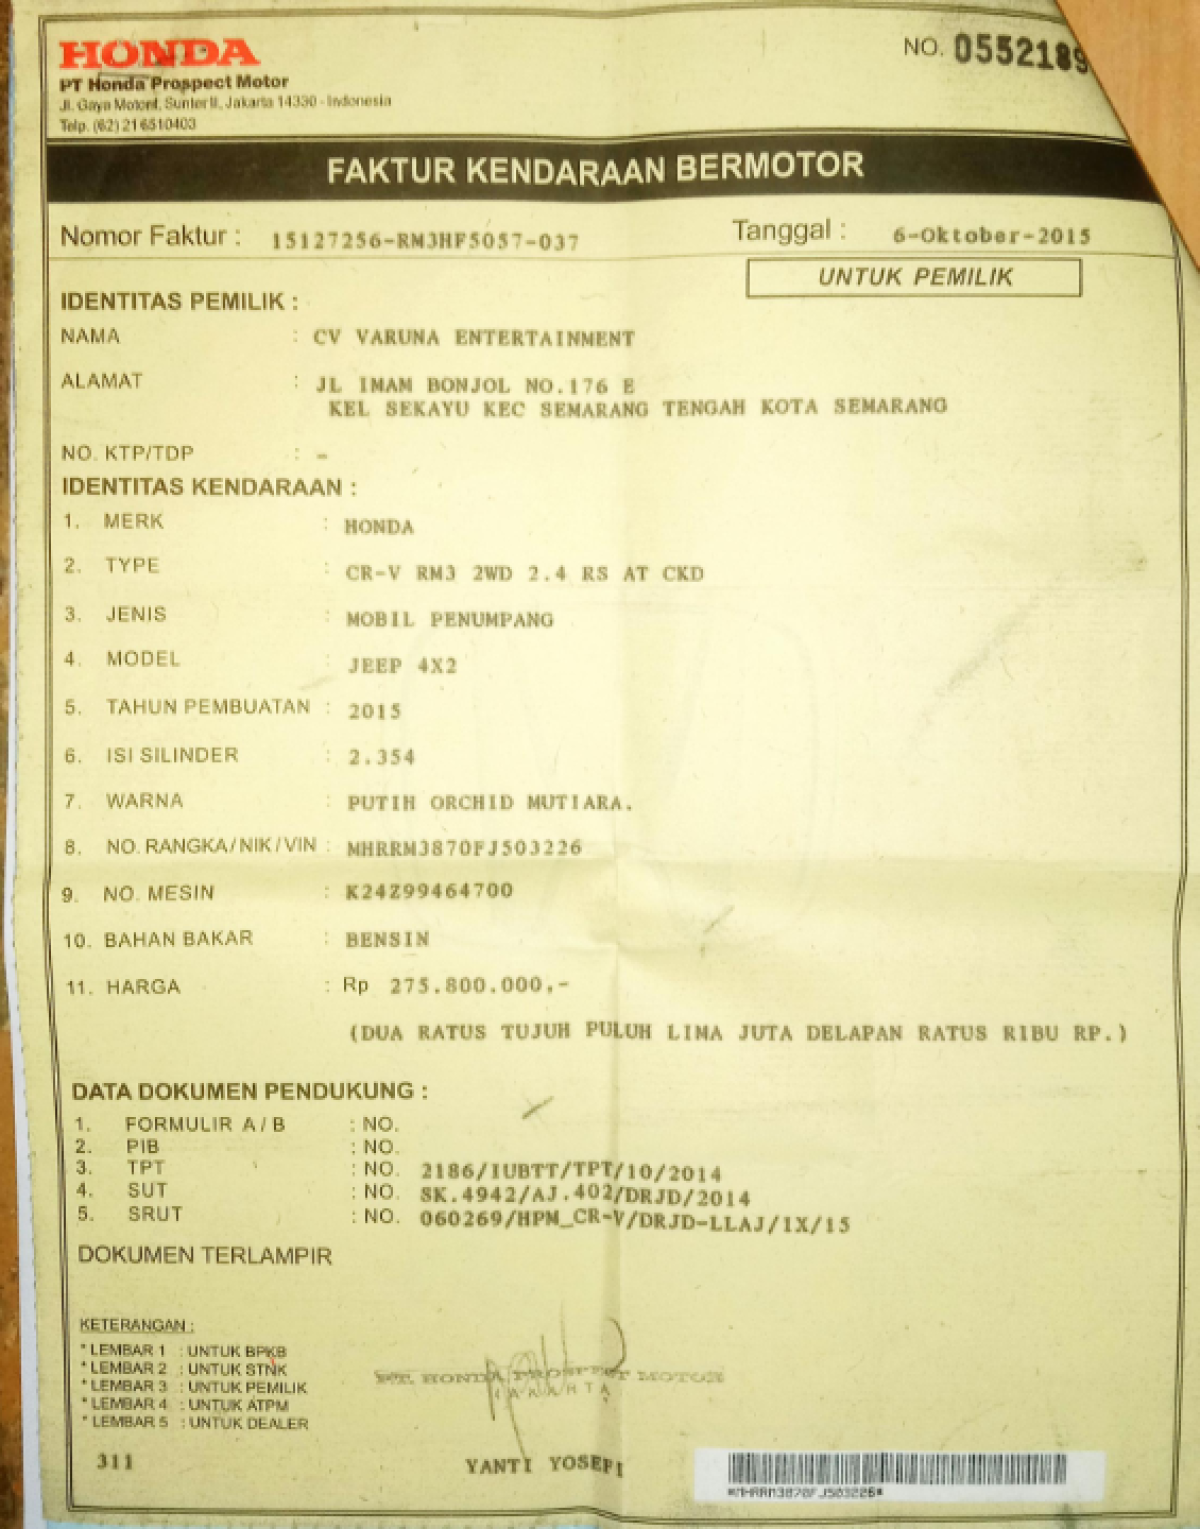 HONDA
PT Honda Prospect Motor
Jl. Gaya Motor I, Sunter II, Jakarta 14330 - Indonesia
Telp. (62) 21 6510403
NO. 0552189
FAKTUR KENDARAAN BERMOTOR
Nomor Faktur : 15127256-RM3HF5057-037
Tanggal : 6-Oktober-2015
UNTUK PEMILIK
IDENTITAS PEMILIK :
NAMA : CV VARUNA ENTERTAINMENT
ALAMAT : JL IMAM BONJOL NO.176 E
KEL SEKAYU KEC SEMARANG TENGAH KOTA SEMARANG
NO. KTP/TDP : -
IDENTITAS KENDARAAN :
1. MERK : HONDA
2. TYPE : CR-V RM3 2WD 2.4 RS AT CKD
3. JENIS : MOBIL PENUMPANG
4. MODEL : JEEP 4X2
5. TAHUN PEMBUATAN : 2015
6. ISI SILINDER : 2.354
7. WARNA : PUTIH ORCHID MUTIARA.
8. NO. RANGKA/NIK/VIN : MHRRM3870FJ503226
9. NO. MESIN : K24Z99464700
10. BAHAN BAKAR : BENSIN
11. HARGA : Rp 275.800.000,-
(DUA RATUS TUJUH PULUH LIMA JUTA DELAPAN RATUS RIBU RP.)
DATA DOKUMEN PENDUKUNG :
1. FORMULIR A / B : NO.
2. PIB : NO.
3. TPT : NO. 2186/IUBTT/TPT/10/2014
4. SUT : NO. SK.4942/AJ.402/DRJD/2014
5. SRUT : NO. 060269/HPM_CR-V/DRJD-LLAJ/IX/15
DOKUMEN TERLAMPIR
KETERANGAN :
* LEMBAR 1 : UNTUK BPKB
* LEMBAR 2 : UNTUK STNK
* LEMBAR 3 : UNTUK PEMILIK
* LEMBAR 4 : UNTUK ATPM
* LEMBAR 5 : UNTUK DEALER
PT. HONDA PROSPECT MOTOR
JAKARTA
311
YANTI YOSEPI
*MHRRM3870FJ503226*